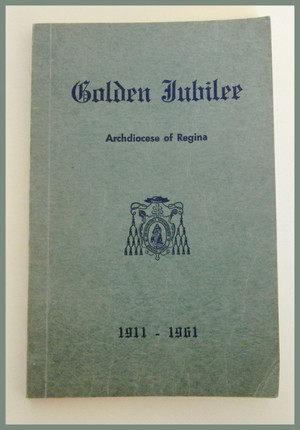 Golden Jubilee
Archdiocese of Regina
1911 - 1961